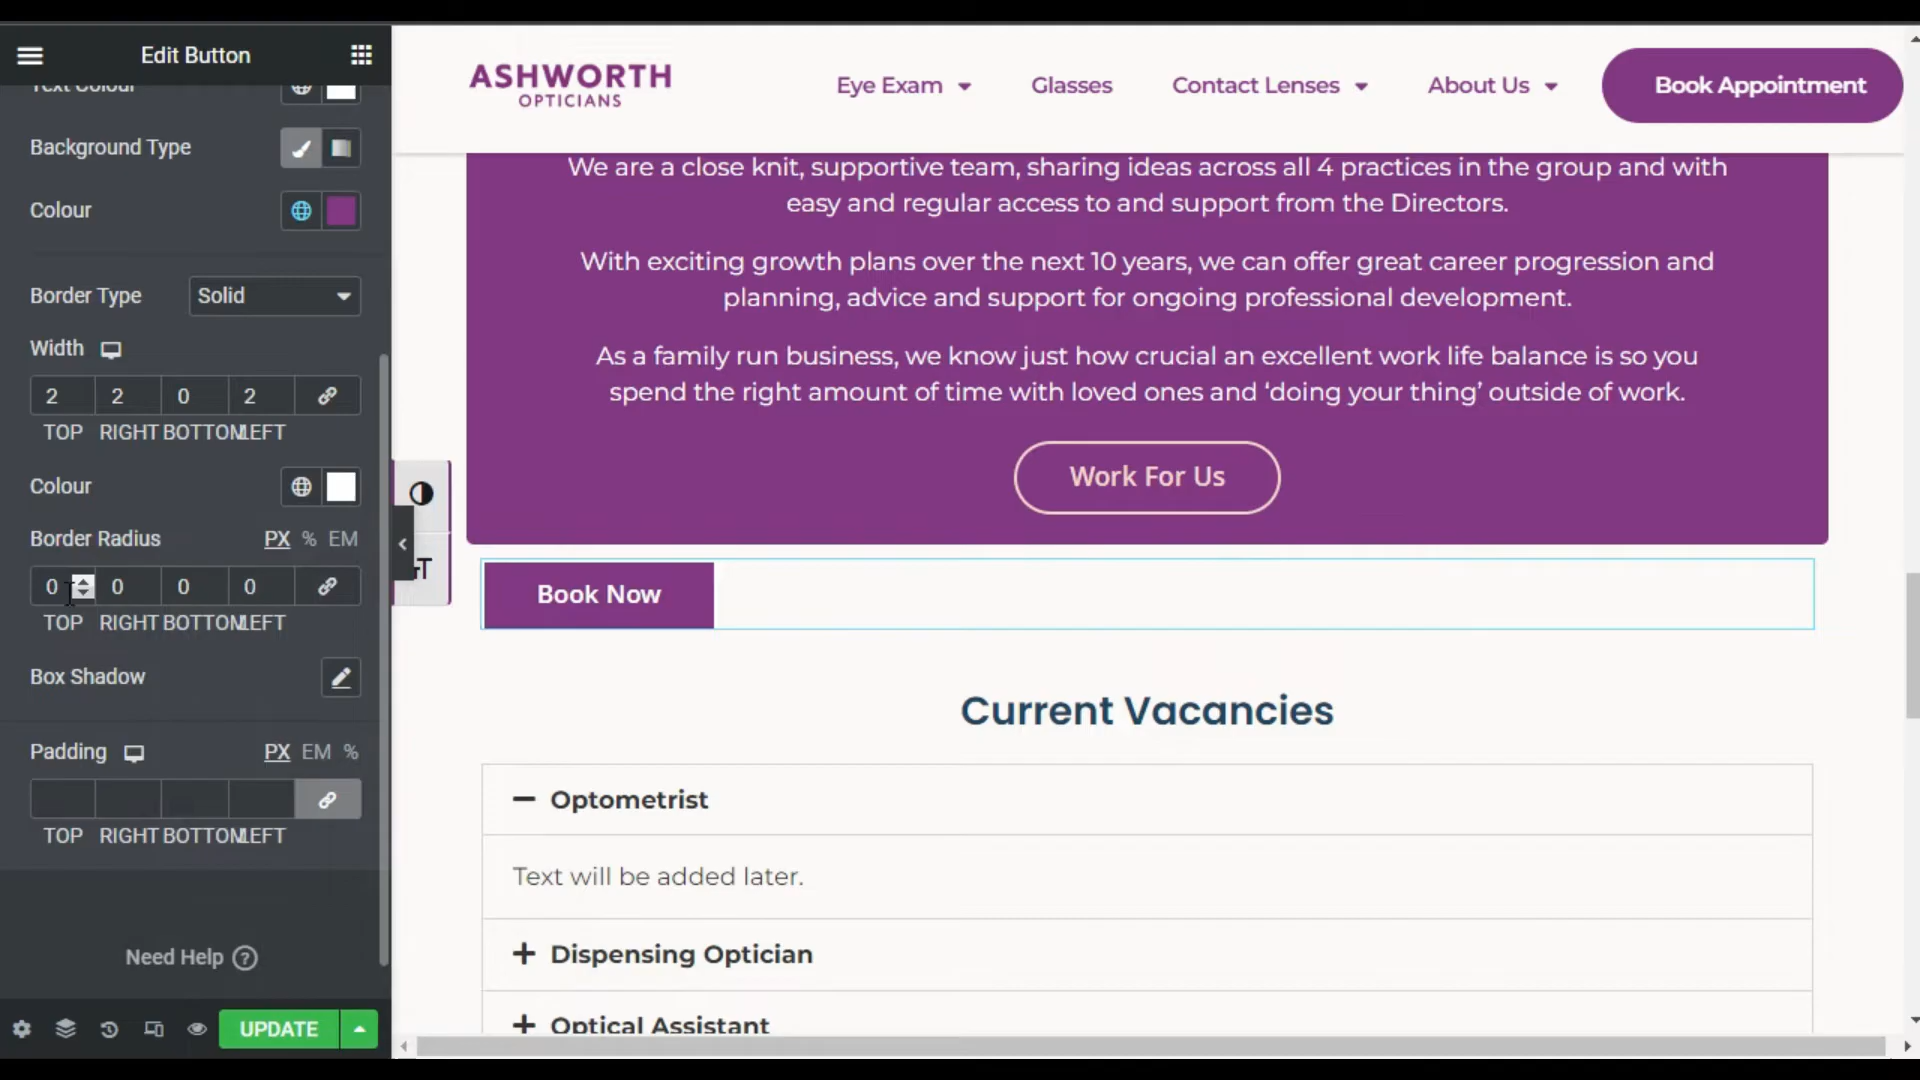 Edit Button
Text Colour
Background Type
Colour
Border Type
Solid
Width
2 2 0 2
TOP RIGHT BOTTOM LEFT
Colour
Border Radius
PX % EM
0 0 0 0
TOP RIGHT BOTTOM LEFT
Box Shadow
Padding
PX EM %
TOP RIGHT BOTTOM LEFT
Need Help ?
UPDATE
ASHWORTH
OPTICIANS
Eye Exam
Glasses
Contact Lenses
About Us
Book Appointment
We are a close knit, supportive team, sharing ideas across all 4 practices in the group and with
easy and regular access to and support from the Directors.
With exciting growth plans over the next 10 years, we can offer great career progression and
planning, advice and support for ongoing professional development.
As a family run business, we know just how crucial an excellent work life balance is so you
spend the right amount of time with loved ones and ‘doing your thing’ outside of work.
Work For Us
Book Now
Current Vacancies
Optometrist
Text will be added later.
Dispensing Optician
Optical Assistant